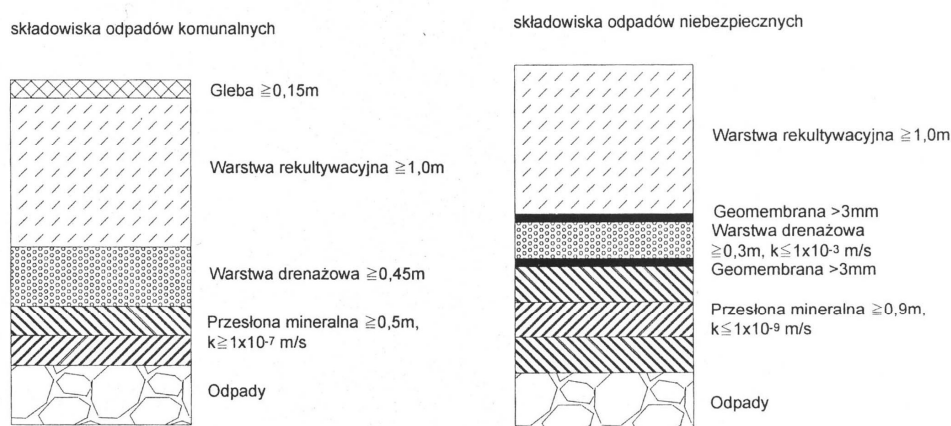 składowiska odpadów komunalnych
Gleba ≧0,15m
Warstwa rekultywacyjna ≧1,0m
Warstwa drenażowa ≧0,45m
Przesłona mineralna ≧0,5m,
k≧1x10⁻⁷ m/s
Odpady
składowiska odpadów niebezpiecznych
Warstwa rekultywacyjna ≧1,0m
Geomembrana >3mm
Warstwa drenażowa
≧0,3m, k≦1x10⁻³ m/s
Geomembrana >3mm
Przesłona mineralna ≧0,9m,
k≦1x10⁻⁹ m/s
Odpady